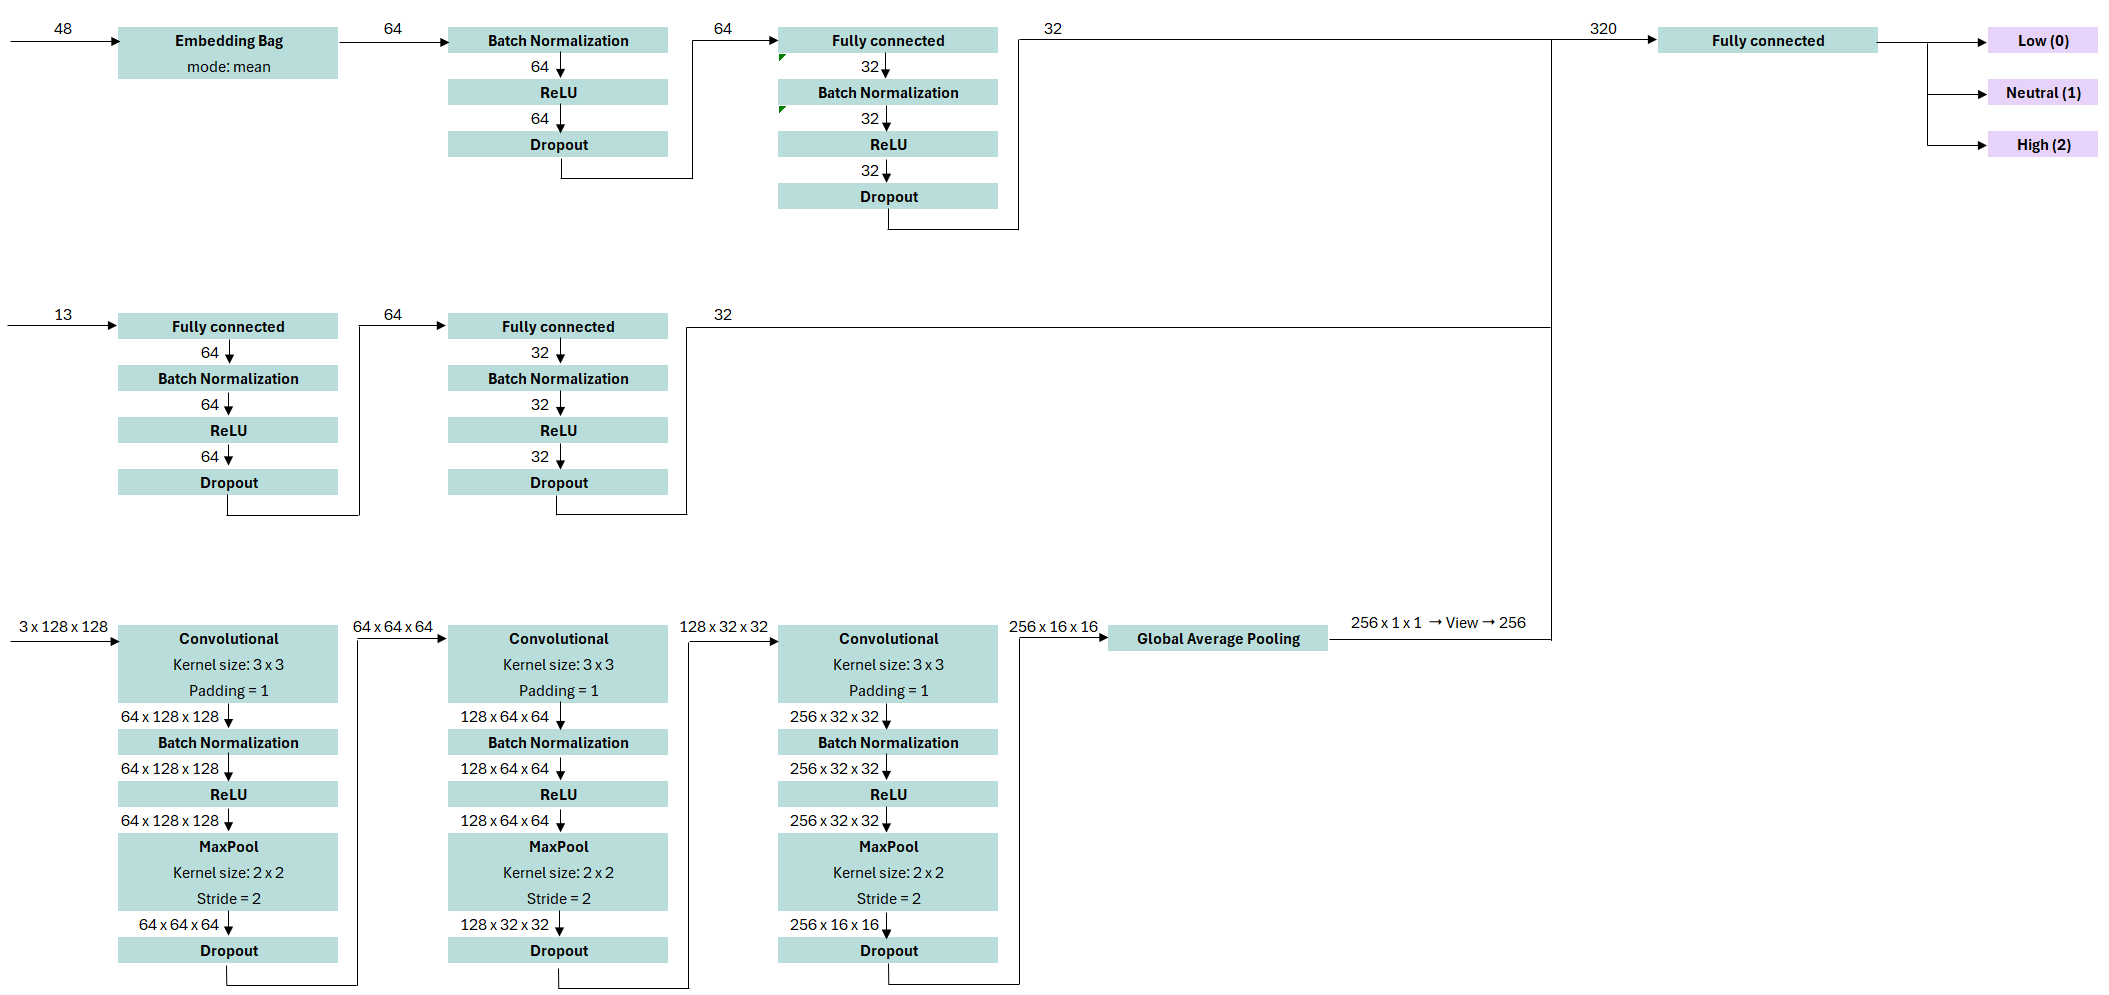 48
Embedding Bag
mode: mean
64
Batch Normalization
64
ReLU
64
Dropout
64
Fully connected
32
Batch Normalization
32
ReLU
32
Dropout
32
320
Fully connected
Low (0)
Neutral (1)
High (2)
13
Fully connected
64
Batch Normalization
64
ReLU
64
Dropout
64
Fully connected
32
Batch Normalization
32
ReLU
32
Dropout
32
3 x 128 x 128
Convolutional
Kernel size: 3 x 3
Padding = 1
64 x 128 x 128
Batch Normalization
64 x 128 x 128
ReLU
64 x 128 x 128
MaxPool
Kernel size: 2 x 2
Stride = 2
64 x 64 x 64
Dropout
64 x 64 x 64
Convolutional
Kernel size: 3 x 3
Padding = 1
128 x 64 x 64
Batch Normalization
128 x 64 x 64
ReLU
128 x 64 x 64
MaxPool
Kernel size: 2 x 2
Stride = 2
128 x 32 x 32
Dropout
128 x 32 x 32
Convolutional
Kernel size: 3 x 3
Padding = 1
256 x 32 x 32
Batch Normalization
256 x 32 x 32
ReLU
256 x 32 x 32
MaxPool
Kernel size: 2 x 2
Stride = 2
256 x 16 x 16
Dropout
256 x 16 x 16
Global Average Pooling
256 x 1 x 1 → View → 256